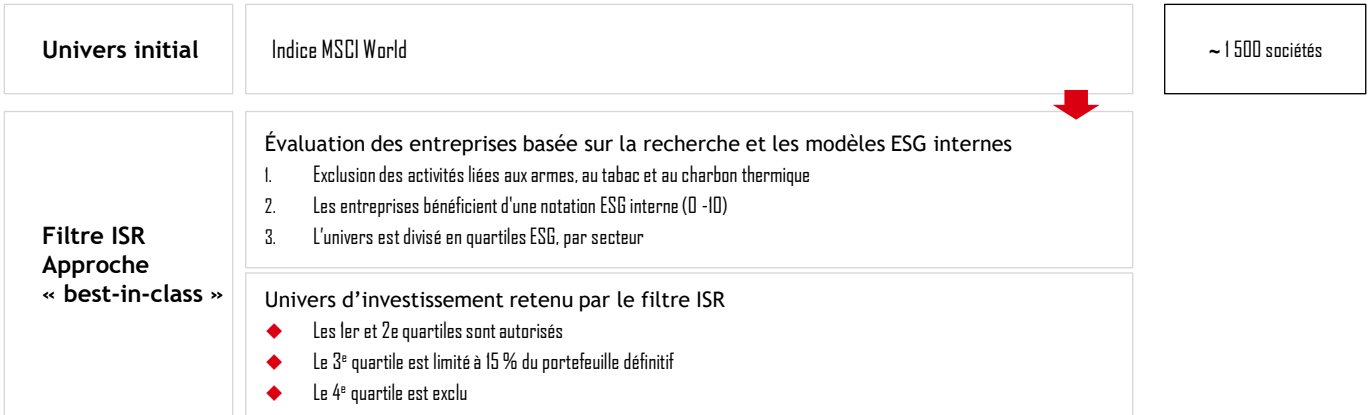 Univers initial
Indice MSCI World
~ 1 500 sociétés
Évaluation des entreprises basée sur la recherche et les modèles ESG internes
1. Exclusion des activités liées aux armes, au tabac et au charbon thermique
2. Les entreprises bénéficient d'une notation ESG interne (0 -10)
3. L'univers est divisé en quartiles ESG, par secteur
Filtre ISR
Approche
« best-in-class »
Univers d’investissement retenu par le filtre ISR
Les 1er et 2e quartiles sont autorisés
Le 3e quartile est limité à 15 % du portefeuille définitif
Le 4e quartile est exclu